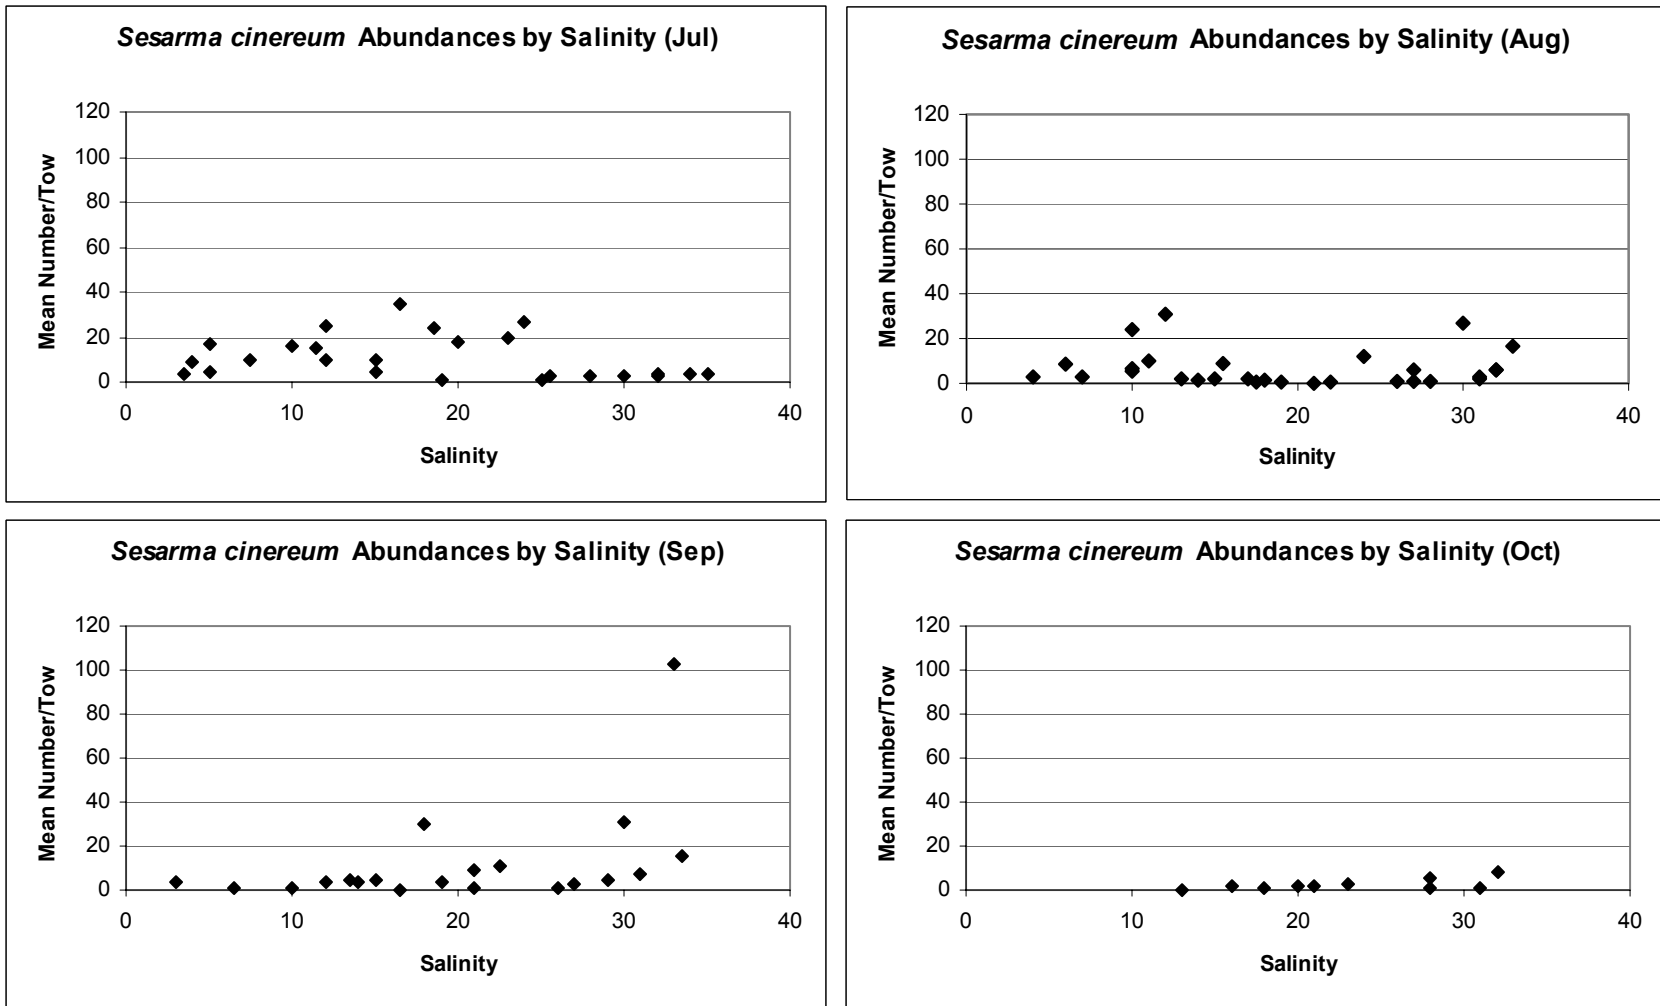 Sesarma cinereum Abundances by Salinity (Jul)
120
100
80
60
40
20
0
Mean Number/Tow
0 10 20 30 40
Salinity
Sesarma cinereum Abundances by Salinity (Aug)
120
100
80
60
40
20
0
Mean Number/Tow
0 10 20 30 40
Salinity
Sesarma cinereum Abundances by Salinity (Sep)
120
100
80
60
40
20
0
Mean Number/Tow
0 10 20 30 40
Salinity
Sesarma cinereum Abundances by Salinity (Oct)
120
100
80
60
40
20
0
Mean Number/Tow
0 10 20 30 40
Salinity